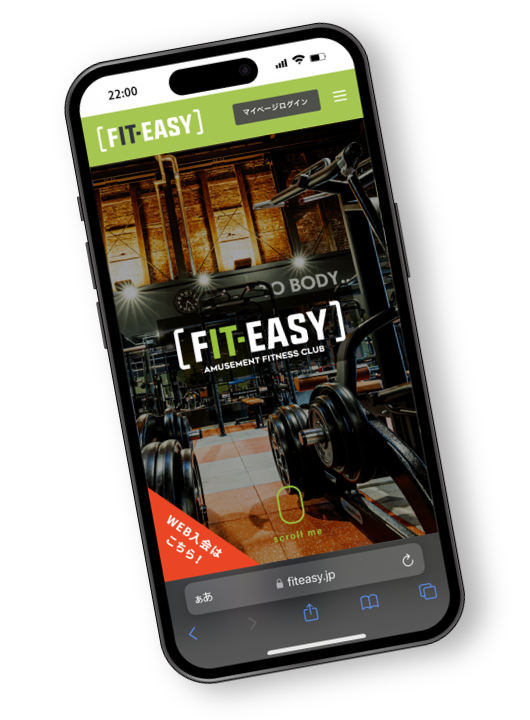 22:00
[FIT-EASY]
マイページログイン
O BODY
[FIT-EASY]
AMUSEMENT FITNESS CLUB
WEB入会は
こちら！
scroll me
ぁあ
fiteasy.jp